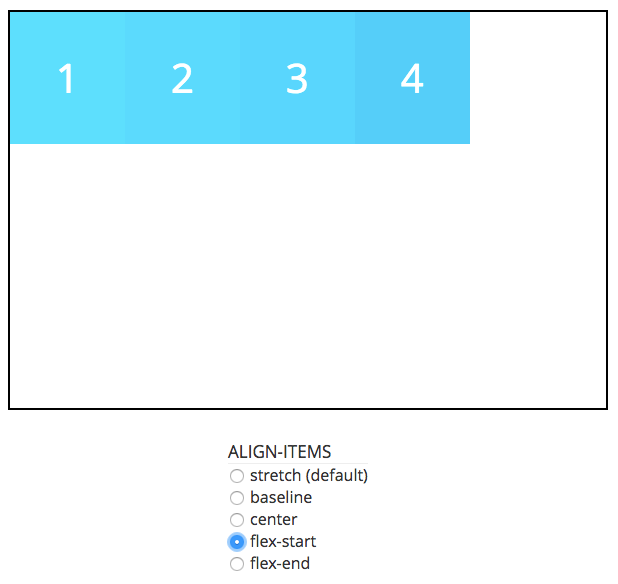 1 2 3 4
ALIGN-ITEMS
stretch (default)
baseline
center
flex-start
flex-end